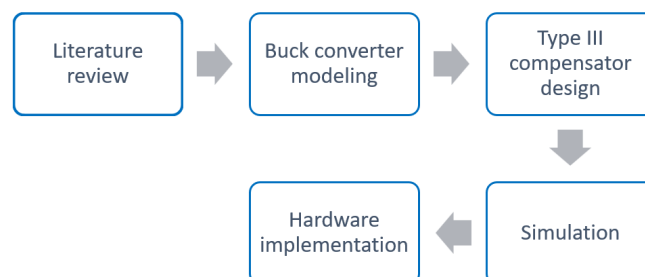 Literature
review
Buck converter
modeling
Type III
compensator
design
Simulation
Hardware
implementation